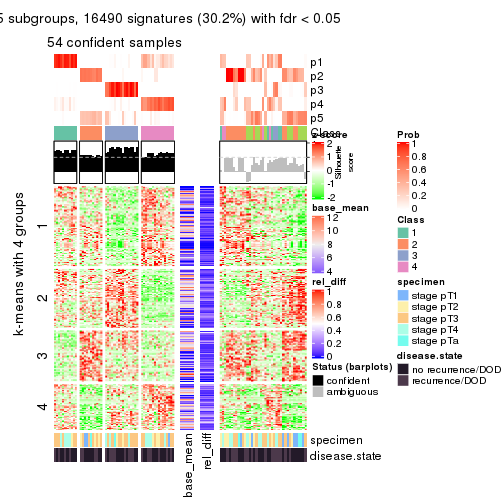 5 subgroups, 16490 signatures (30.2%) with fdr < 0.05
54 confident samples
p1
p2
p3
p4
p5
Class
z-score
2
1
0
-1
-2
Silhouette
score
k-means with 4 groups
1
2
3
4
base_mean
12
10
8
6
4
rel_diff
1
0.8
0.6
0.4
0.2
0
Status (barplots)
confident
ambiguous
Prob
1
0.8
0.6
0.4
0.2
0
Class
1
2
3
4
specimen
stage pT1
stage pT2
stage pT3
stage pT4
stage pTa
disease.state
no recurrence/DOD
recurrence/DOD
specimen
disease.state
base_mean
rel_diff